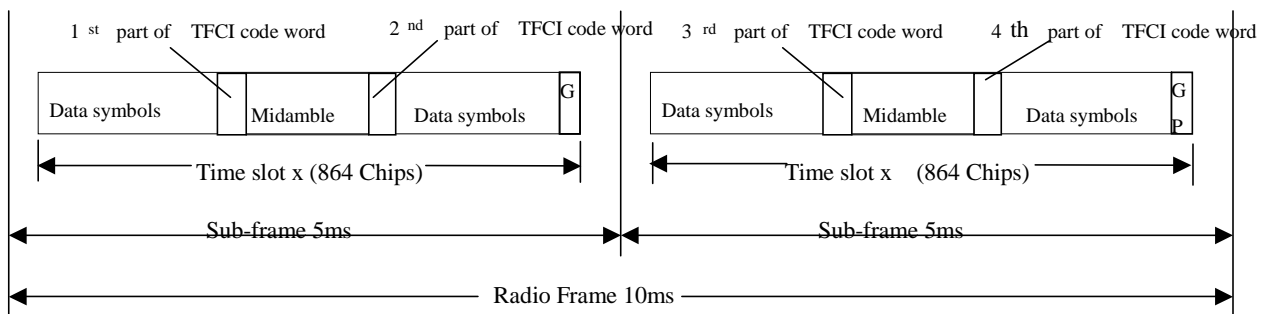 1 st part of TFCI code word
2 nd part of TFCI code word
3 rd part of TFCI code word
4 th part of TFCI code word
Data symbols
Midamble
Data symbols
G
Data symbols
Midamble
Data symbols
G
P
Time slot x (864 Chips)
Time slot x (864 Chips)
Sub-frame 5ms
Sub-frame 5ms
Radio Frame 10ms